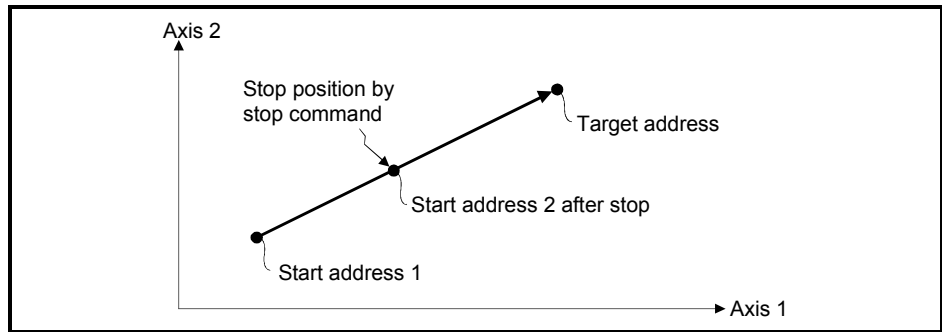 Axis 2
Stop position by
stop command
Target address
Start address 2 after stop
Start address 1
Axis 1